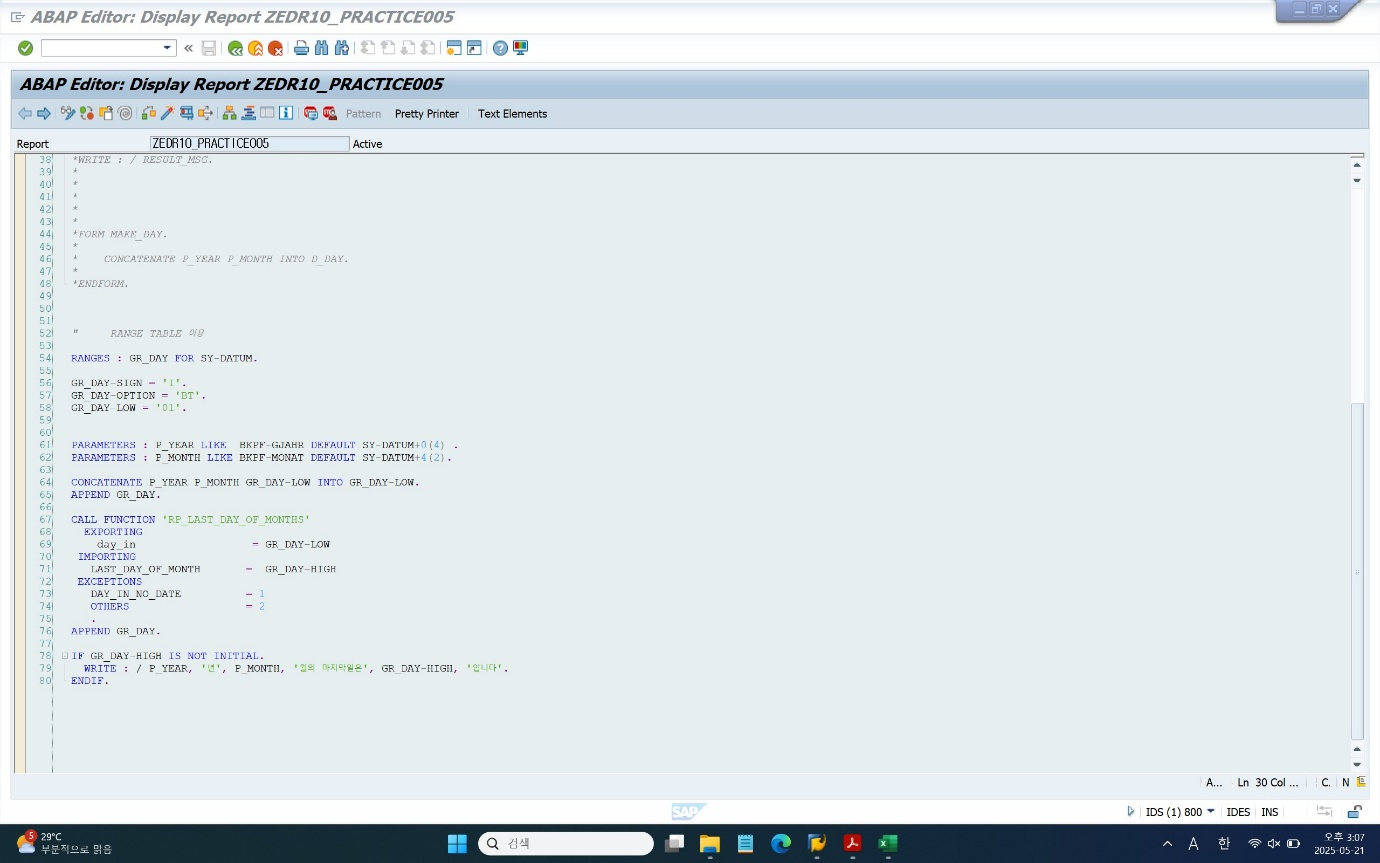 ABAP Editor: Display Report ZEDR10_PRACTICE005
ABAP Editor: Display Report ZEDR10_PRACTICE005
Pattern Pretty Printer Text Elements
Report ZEDR10_PRACTICE005 Active
38 *WRITE : / RESULT_MSG.
39 *
40 *
41 *
42 *
43 *
44 *FORM MAKE_DAY.
45 *
46 * CONCATENATE P_YEAR P_MONTH INTO D_DAY.
47 *
48 *ENDFORM.
49
50
51
52 " RANGE TABLE 이용
53
54 RANGES : GR_DAY FOR SY-DATUM.
55
56 GR_DAY-SIGN = 'I'.
57 GR_DAY-OPTION = 'BT'.
58 GR_DAY-LOW = '01'.
59
60
61 PARAMETERS : P_YEAR LIKE BKPF-GJAHR DEFAULT SY-DATUM+0(4) .
62 PARAMETERS : P_MONTH LIKE BKPF-MONAT DEFAULT SY-DATUM+4(2).
63
64 CONCATENATE P_YEAR P_MONTH GR_DAY-LOW INTO GR_DAY-LOW.
65 APPEND GR_DAY.
66
67 CALL FUNCTION 'RP_LAST_DAY_OF_MONTHS'
68 EXPORTING
69 day_in = GR_DAY-LOW
70 IMPORTING
71 LAST_DAY_OF_MONTH = GR_DAY-HIGH
72 EXCEPTIONS
73 DAY_IN_NO_DATE = 1
74 OTHERS = 2
75 .
76 APPEND GR_DAY.
77
78 IF GR_DAY-HIGH IS NOT INITIAL.
79 WRITE : / P_YEAR, '년', P_MONTH, '월의 마지막일은', GR_DAY-HIGH, '입니다'.
80 ENDIF.
A... Ln 30 Col ... C. N
SAP
IDS (1) 800 IDES INS
5
29°C
부분적으로 맑음
검색
A 한
오후 3:07
2025-05-21